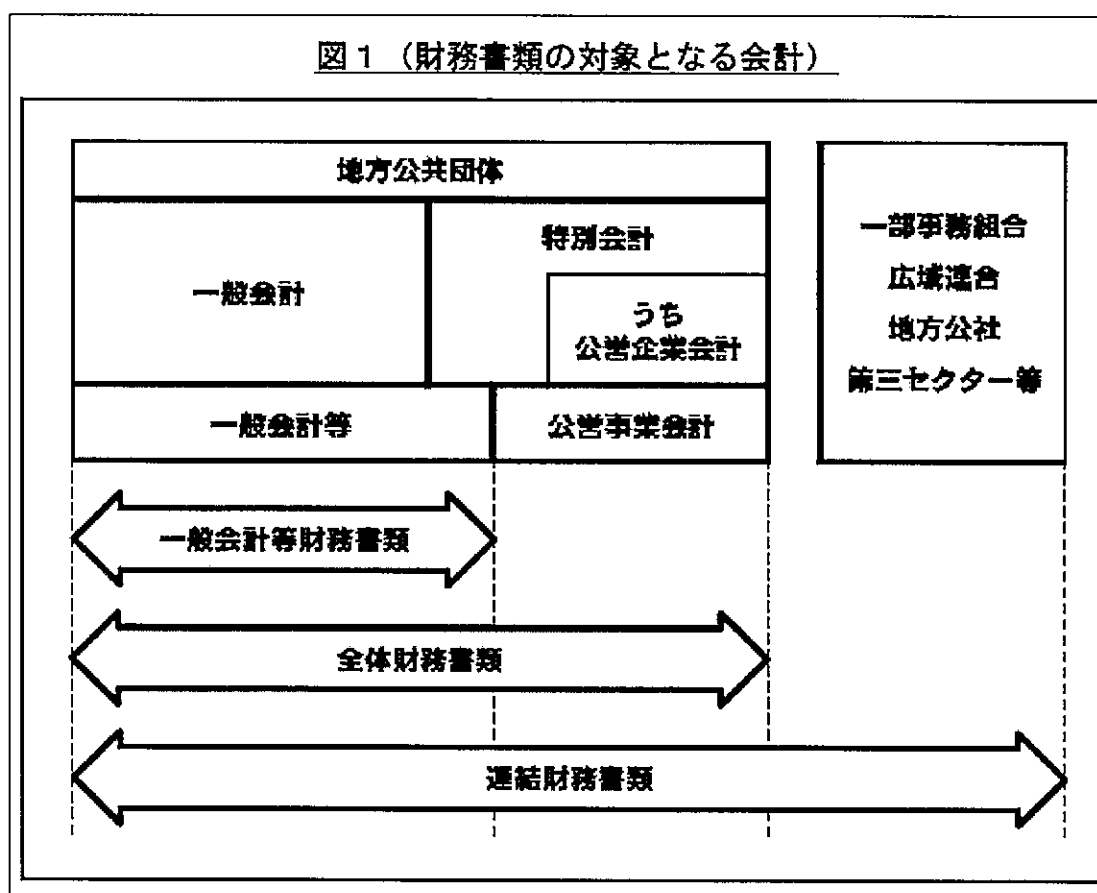 図1（財務書類の対象となる会計）
地方公共団体
一般会計
特別会計
うち
公営企業会計
一般会計等
公営事業会計
一部事務組合
広域連合
地方公社
第三セクター等
一般会計等財務書類
全体財務書類
連結財務書類